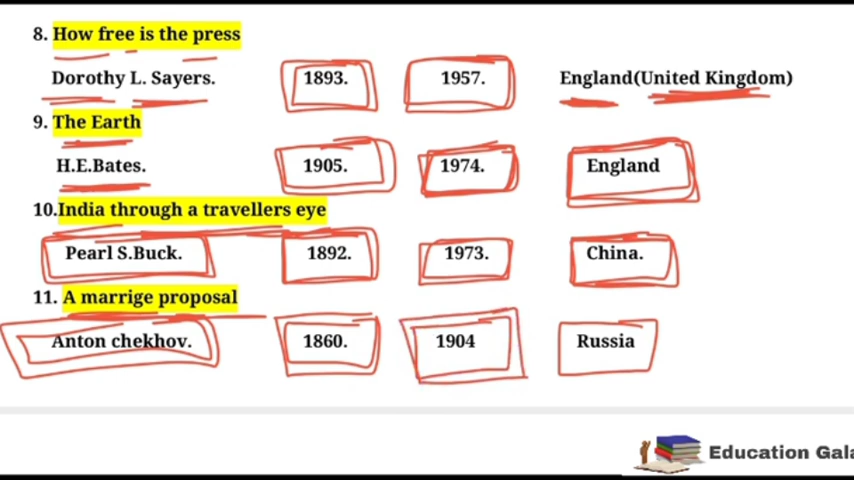 8. How free is the press
Dorothy L. Sayers. 1893. 1957. England(United Kingdom)
9. The Earth
H.E.Bates. 1905. 1974. England
10.India through a travellers eye
Pearl S.Buck. 1892. 1973. China.
11. A marrige proposal
Anton chekhov. 1860. 1904 Russia
Education Gala